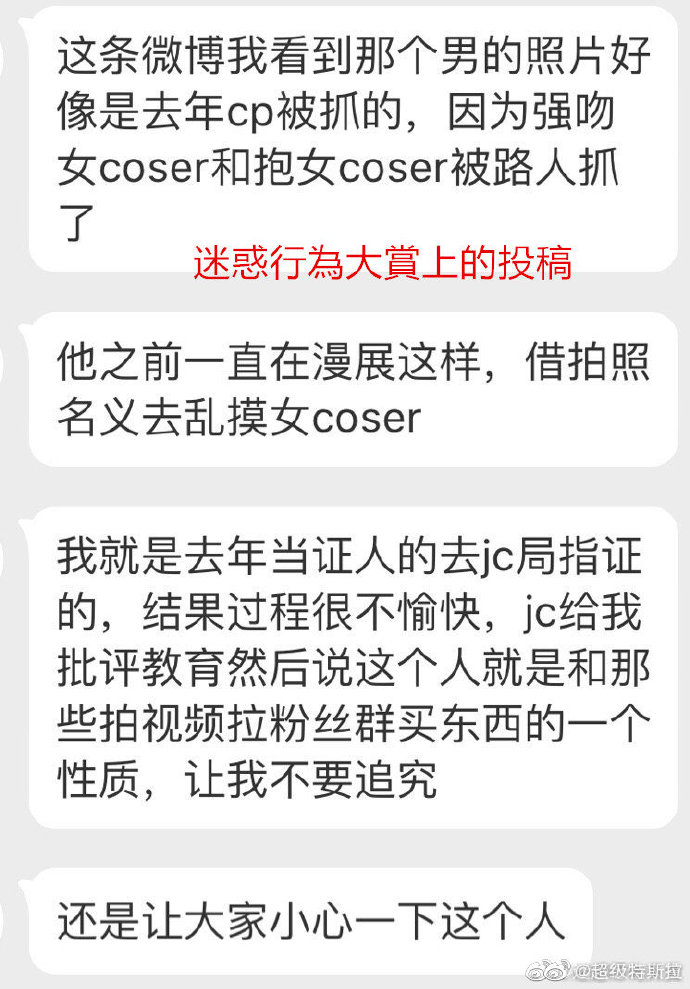 这条微博我看到那个男的照片好
像是去年cp被抓的，因为强吻
女coser和抱女coser被路人抓
了
迷惑行為大賞上的投稿
他之前一直在漫展这样，借拍照
名义去乱摸女coser
我就是去年当证人的去jc局指证
的，结果过程很不愉快，jc给我
批评教育然后说这个人就是和那
些拍视频拉粉丝群买东西的一个
性质，让我不要追究
还是让大家小心一下这个人
@超级特斯拉